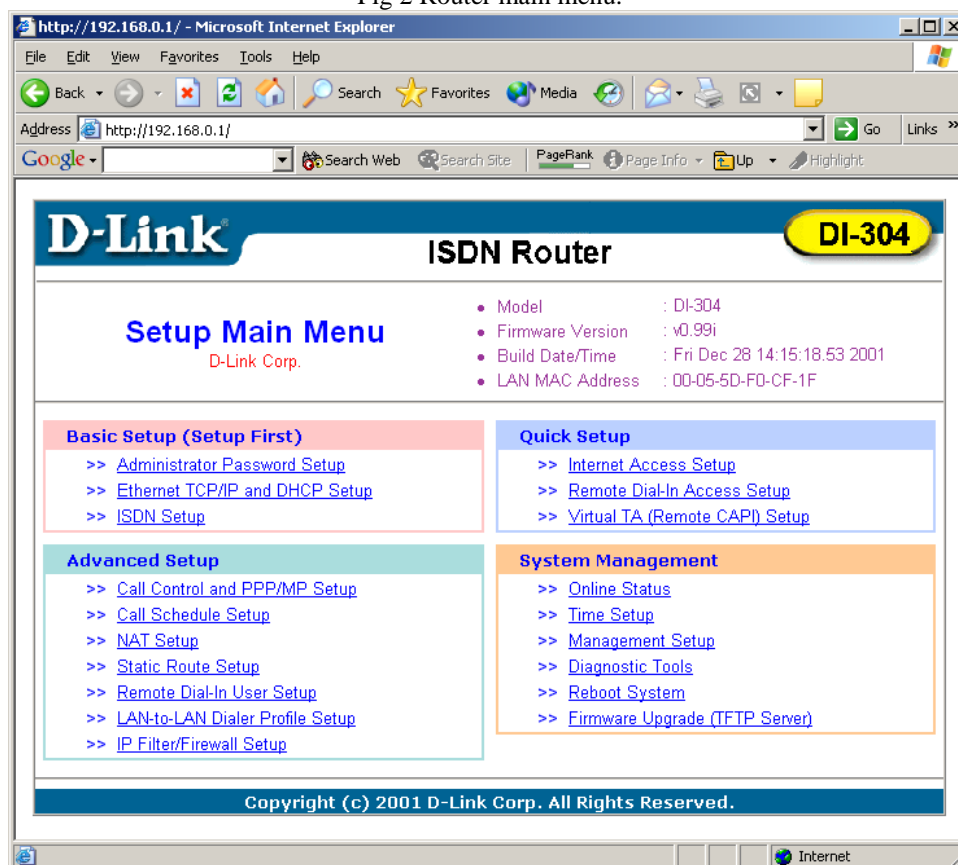 Fig 2 Router main menu.
http://192.168.0.1/ - Microsoft Internet Explorer
File Edit View Favorites Tools Help
Back Search Favorites Media
Address http://192.168.0.1/ Go Links »
Google Search Web Search Site PageRank Page Info Up Highlight
D-Link
ISDN Router
DI-304
Setup Main Menu
D-Link Corp.
• Model : DI-304
• Firmware Version : v0.99i
• Build Date/Time : Fri Dec 28 14:15:18.53 2001
• LAN MAC Address : 00-05-5D-F0-CF-1F
Basic Setup (Setup First)
>> Administrator Password Setup
>> Ethernet TCP/IP and DHCP Setup
>> ISDN Setup
Quick Setup
>> Internet Access Setup
>> Remote Dial-In Access Setup
>> Virtual TA (Remote CAPI) Setup
Advanced Setup
>> Call Control and PPP/MP Setup
>> Call Schedule Setup
>> NAT Setup
>> Static Route Setup
>> Remote Dial-In User Setup
>> LAN-to-LAN Dialer Profile Setup
>> IP Filter/Firewall Setup
System Management
>> Online Status
>> Time Setup
>> Management Setup
>> Diagnostic Tools
>> Reboot System
>> Firmware Upgrade (TFTP Server)
Copyright (c) 2001 D-Link Corp. All Rights Reserved.
Internet